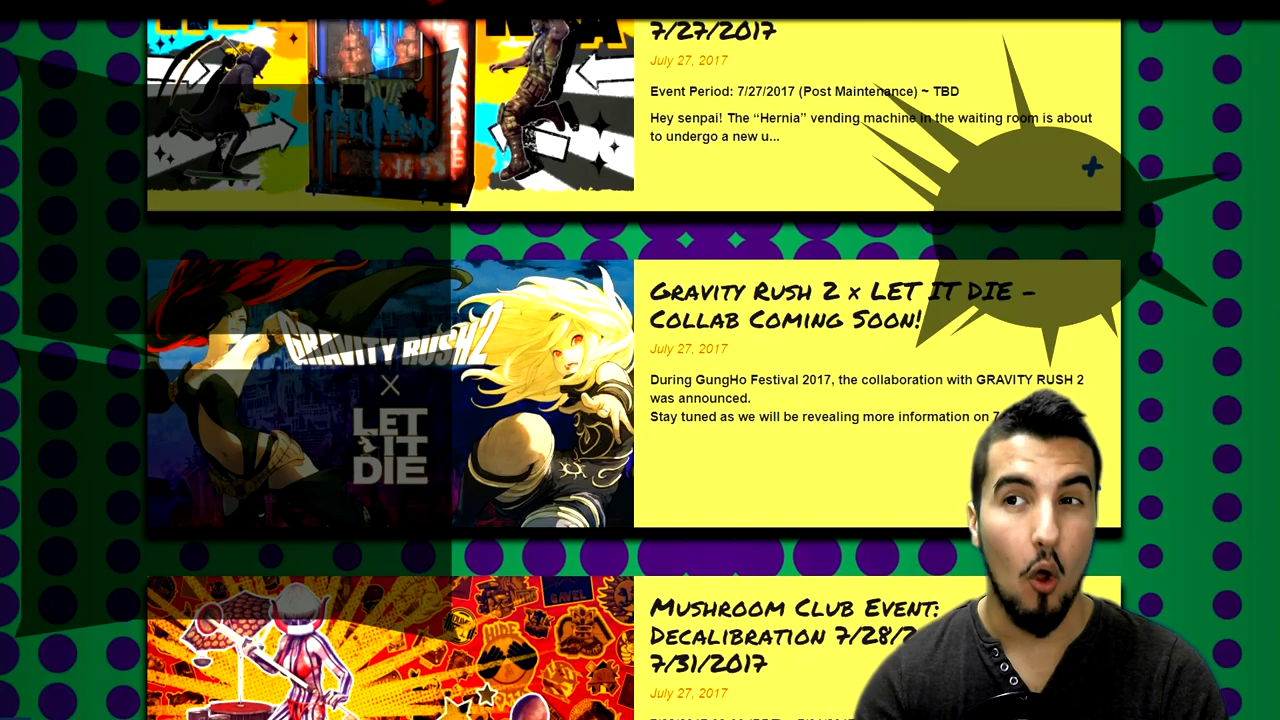 7/27/2017
July 27, 2017
Event Period: 7/27/2017 (Post Maintenance) ~ TBD
Hey senpai! The “Hernia” vending machine in the waiting room is about
to undergo a new u...
GRAVITY RUSH 2
X
LET
IT
DIE
Gravity Rush 2 x LET IT DIE –
Collab Coming Soon!
July 27, 2017
During GungHo Festival 2017, the collaboration with GRAVITY RUSH 2
was announced.
Stay tuned as we will be revealing more information on 7
HIDE
GAVEL
Mushroom Club Event:
Decalibration 7/28/2
7/31/2017
July 27, 2017